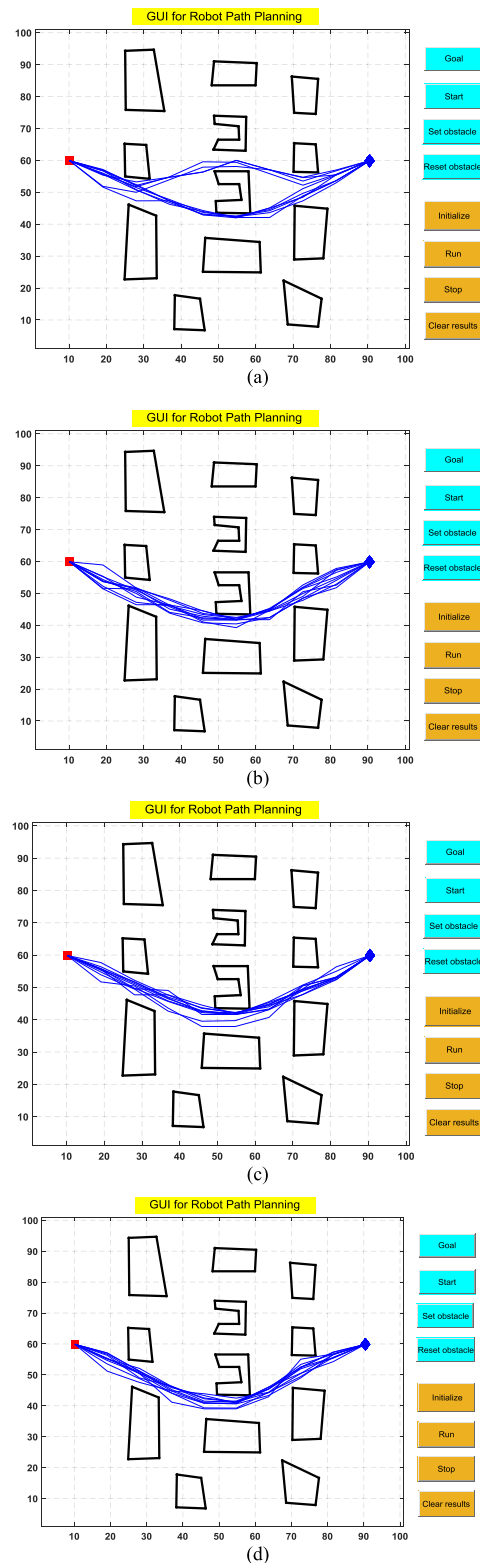 GUI for Robot Path Planning
100
90
80
70
60
50
40
30
20
10
10 20 30 40 50 60 70 80 90 100
Goal
Start
Set obstacle
Reset obstacle
Initialize
Run
Stop
Clear results
(a)
GUI for Robot Path Planning
100
90
80
70
60
50
40
30
20
10
10 20 30 40 50 60 70 80 90 100
Goal
Start
Set obstacle
Reset obstacle
Initialize
Run
Stop
Clear results
(b)
GUI for Robot Path Planning
100
90
80
70
60
50
40
30
20
10
10 20 30 40 50 60 70 80 90 100
Goal
Start
Set obstacle
Reset obstacle
Initialize
Run
Stop
Clear results
(c)
GUI for Robot Path Planning
100
90
80
70
60
50
40
30
20
10
10 20 30 40 50 60 70 80 90 100
Goal
Start
Set obstacle
Reset obstacle
Initialize
Run
Stop
Clear results
(d)